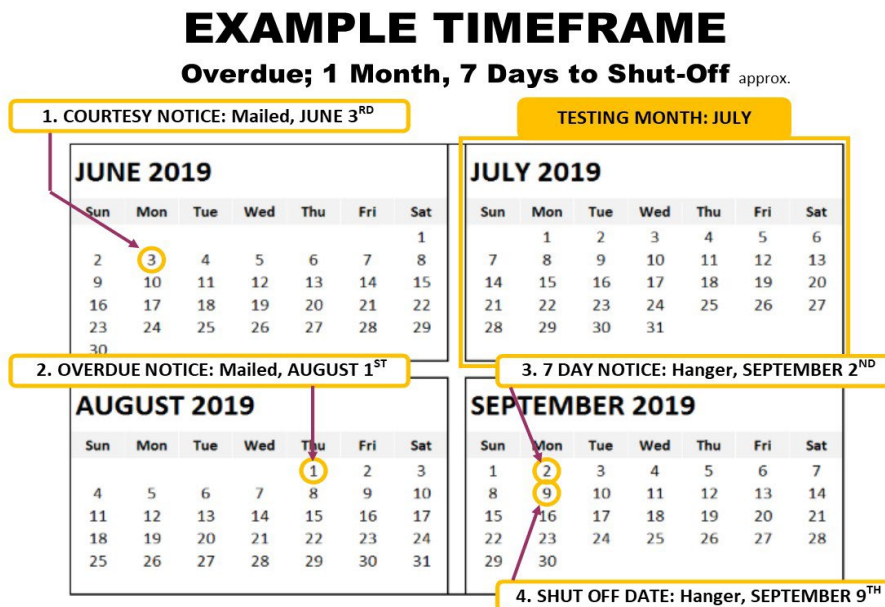 EXAMPLE TIMEFRAME
Overdue; 1 Month, 7 Days to Shut-Off approx.
1. COURTESY NOTICE: Mailed, JUNE 3RD
TESTING MONTH: JULY
JUNE 2019
Sun Mon Tue Wed Thu Fri Sat
1
2 3 4 5 6 7 8
9 10 11 12 13 14 15
16 17 18 19 20 21 22
23 24 25 26 27 28 29
30
JULY 2019
Sun Mon Tue Wed Thu Fri Sat
1 2 3 4 5 6
7 8 9 10 11 12 13
14 15 16 17 18 19 20
21 22 23 24 25 26 27
28 29 30 31
2. OVERDUE NOTICE: Mailed, AUGUST 1ST
3. 7 DAY NOTICE: Hanger, SEPTEMBER 2ND
AUGUST 2019
Sun Mon Tue Wed Thu Fri Sat
1 2 3
4 5 6 7 8 9 10
11 12 13 14 15 16 17
18 19 20 21 22 23 24
25 26 27 28 29 30 31
SEPTEMBER 2019
Sun Mon Tue Wed Thu Fri Sat
1 2 3 4 5 6 7
8 9 10 11 12 13 14
15 16 17 18 19 20 21
22 23 24 25 26 27 28
29 30
4. SHUT OFF DATE: Hanger, SEPTEMBER 9TH